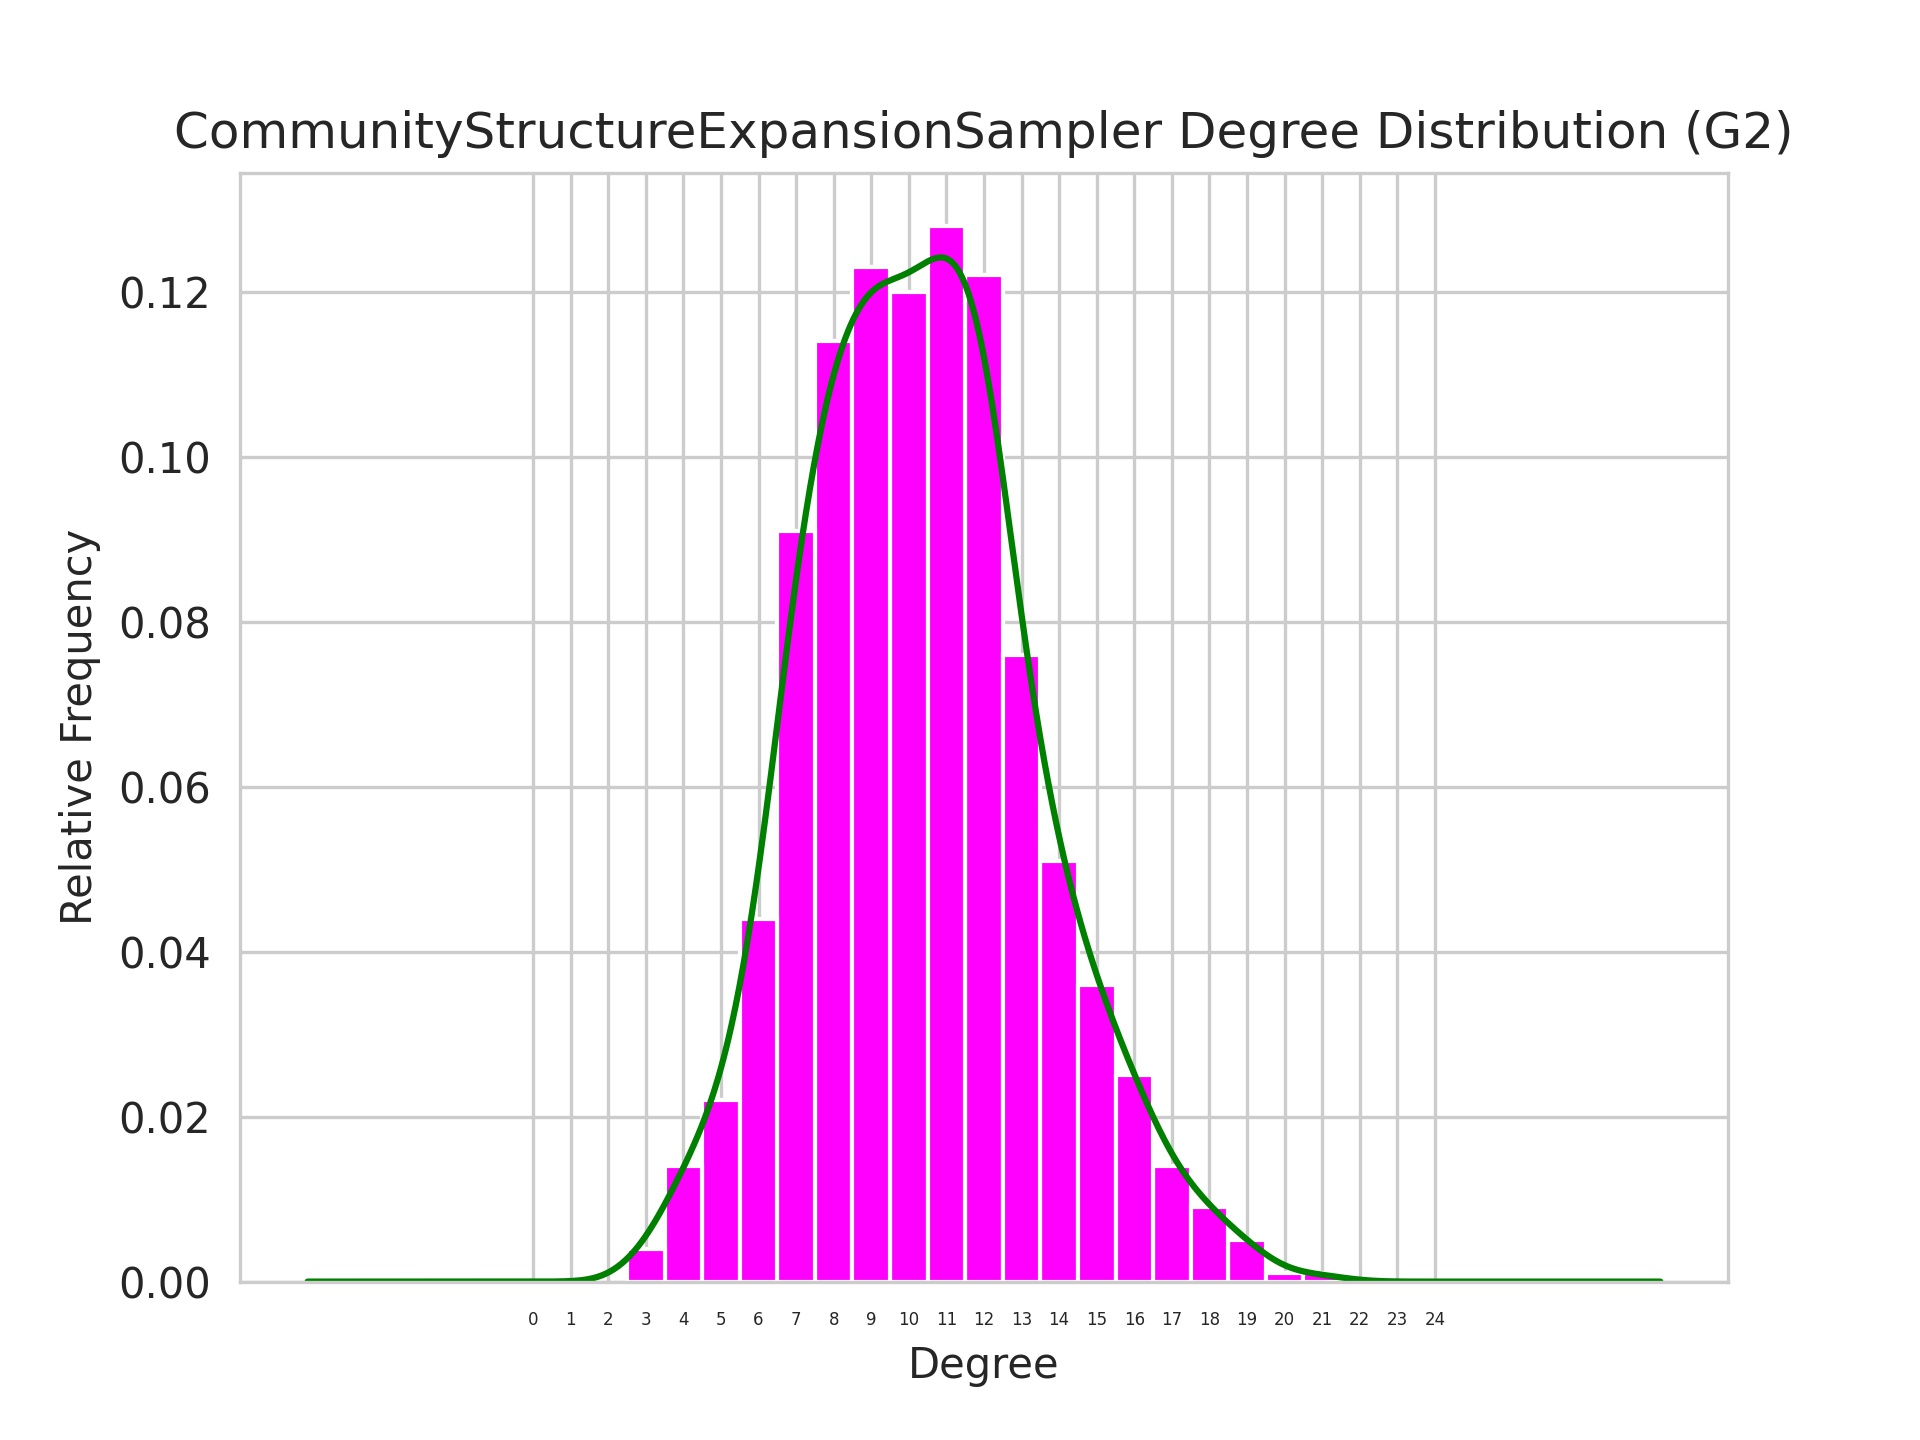 CommunityStructureExpansionSampler Degree Distribution (G2)
Relative Frequency
0.12
0.10
0.08
0.06
0.04
0.02
0.00
0 1 2 3 4 5 6 7 8 9 10 11 12 13 14 15 16 17 18 19 20 21 22 23 24
Degree